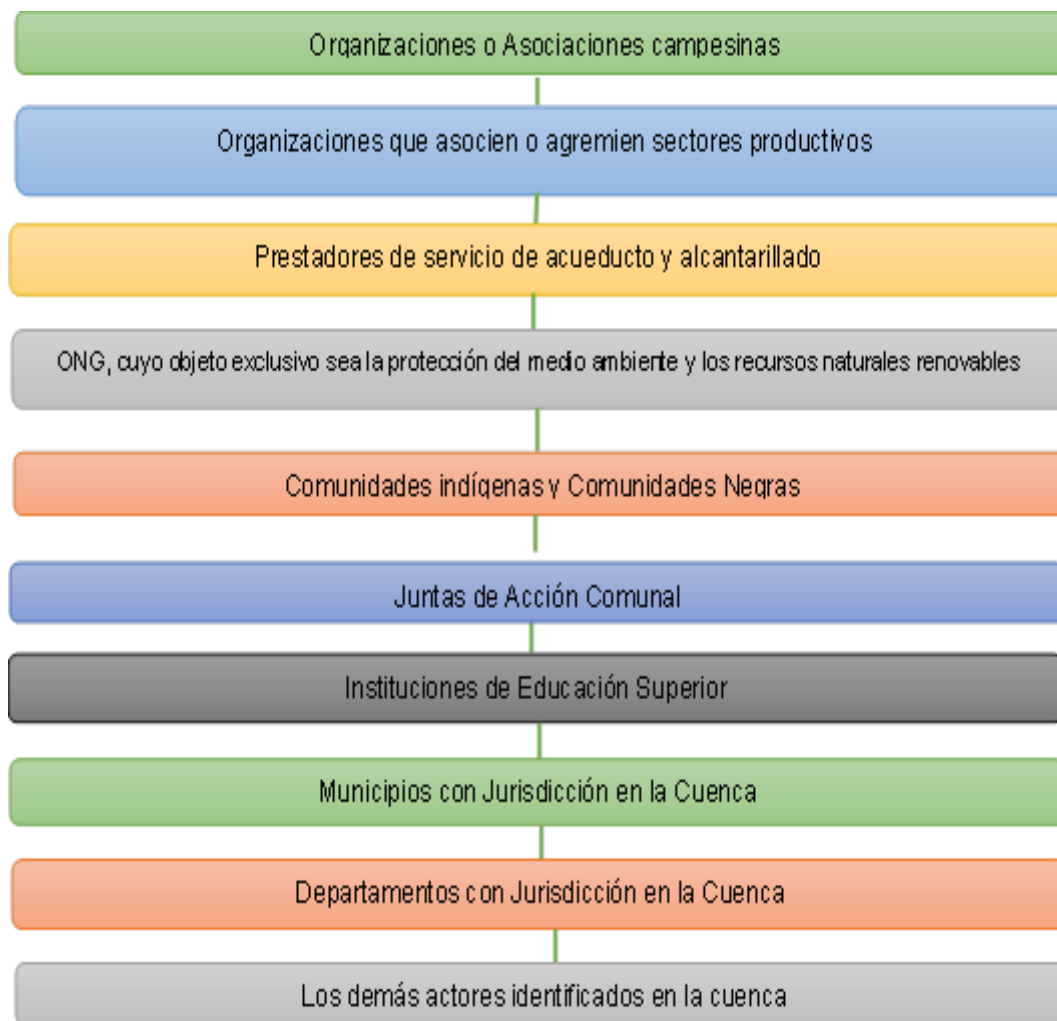 Organizaciones o Asociaciones campesinas
Organizaciones que asocien o agremien sectores productivos
Prestadores de servicio de acueducto y alcantarillado
ONG, cuyo objeto exclusivo sea la protección del medio ambiente y los recursos naturales renovables
Comunidades indígenas y Comunidades Negras
Juntas de Acción Comunal
Instituciones de Educación Superior
Municipios con Jurisdicción en la Cuenca
Departamentos con Jurisdicción en la Cuenca
Los demás actores identificados en la cuenca